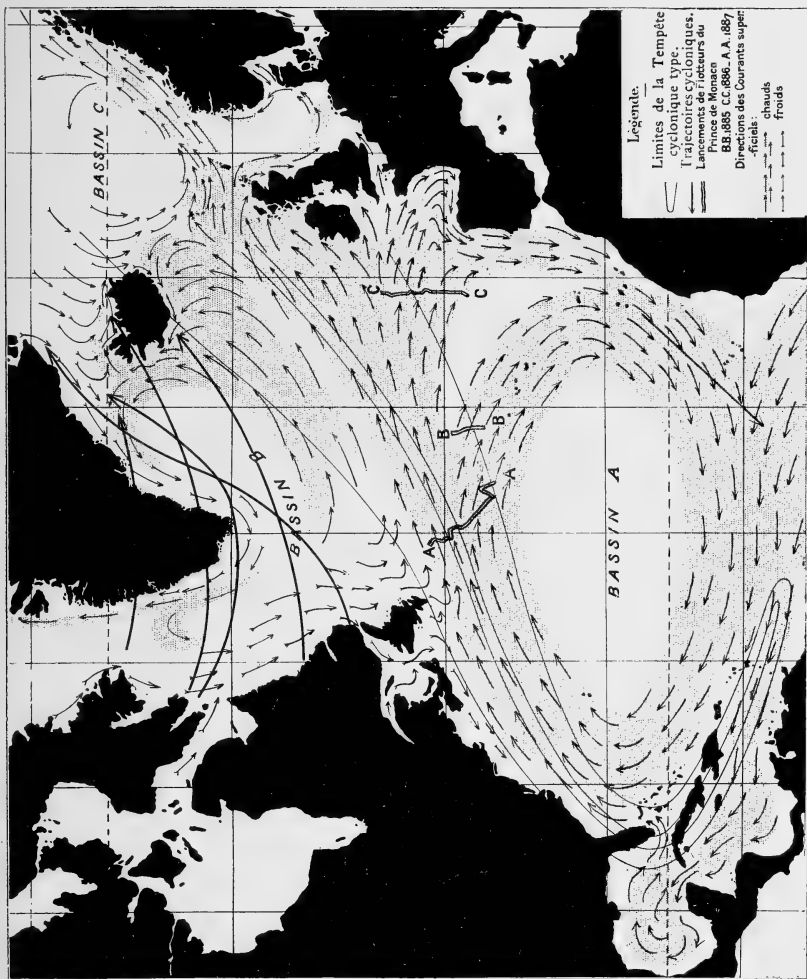 BASSIN C
BASSIN
B
BASSIN A
A
A
B
B
C
C
Légende.
Limites de la Tempête
cyclonique type.
Trajectoires cycloniques.
Lancements de Flotteurs du
Prince de Monaco
B.B.1885 C.C.1886_A.A.1887
Directions des Courants super-
-ficiels:
chauds
froids